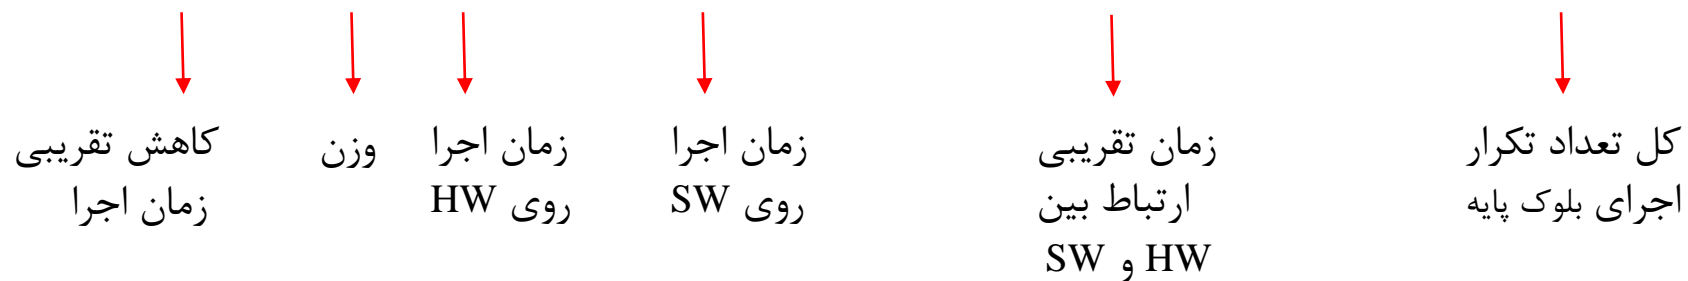 کاهش تقریبی
زمان اجرا
وزن
زمان اجرا
روی HW
زمان اجرا
روی SW
زمان تقریبی
ارتباط بین
HW و SW
کل تعداد تکرار
اجرای بلوک پایه